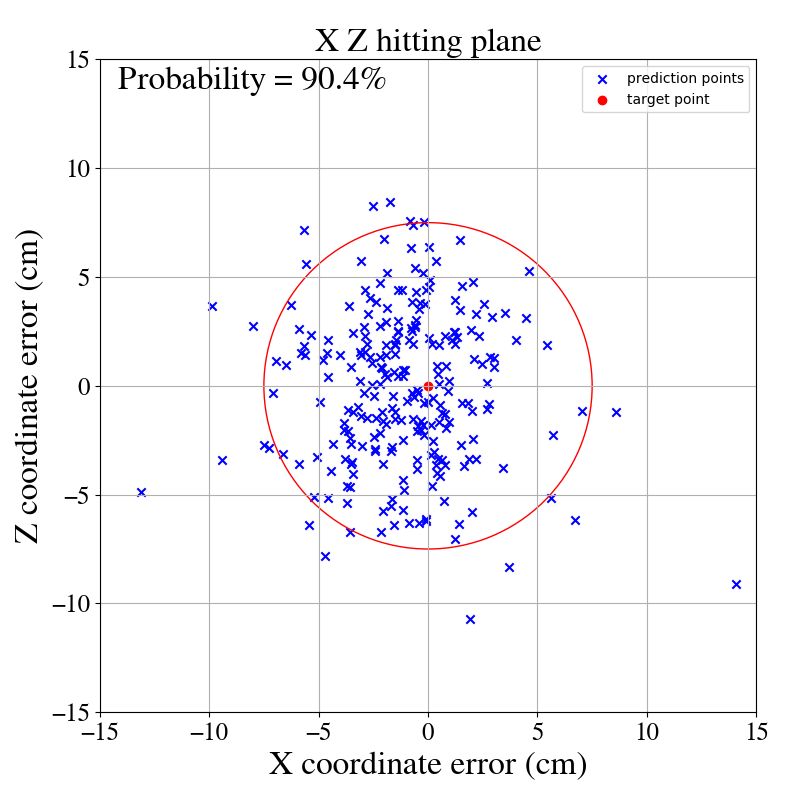 X Z hitting plane
Probability = 90.4%
prediction points
target point
15
10
5
0
−5
−10
−15
Z coordinate error (cm)
−15 −10 −5 0 5 10 15
X coordinate error (cm)